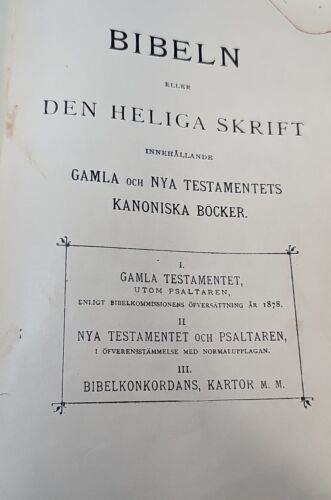 BIBELN
ELLER
DEN HELIGA SKRIFT
INNEHÅLLANDE
GAMLA OCH NYA TESTAMENTETS
KANONISKA BÖCKER.
I.
GAMLA TESTAMENTET,
UTOM PSALTAREN,
ENLIGT BIBELKOMMISSIONENS ÖFVERSÄTTNING ÅR 1878.
II
NYA TESTAMENTET OCH PSALTAREN,
I ÖFVERENSSTÄMMELSE MED NORMALUPPLAGAN.
III.
BIBELKONKORDANS, KARTOR M. M.